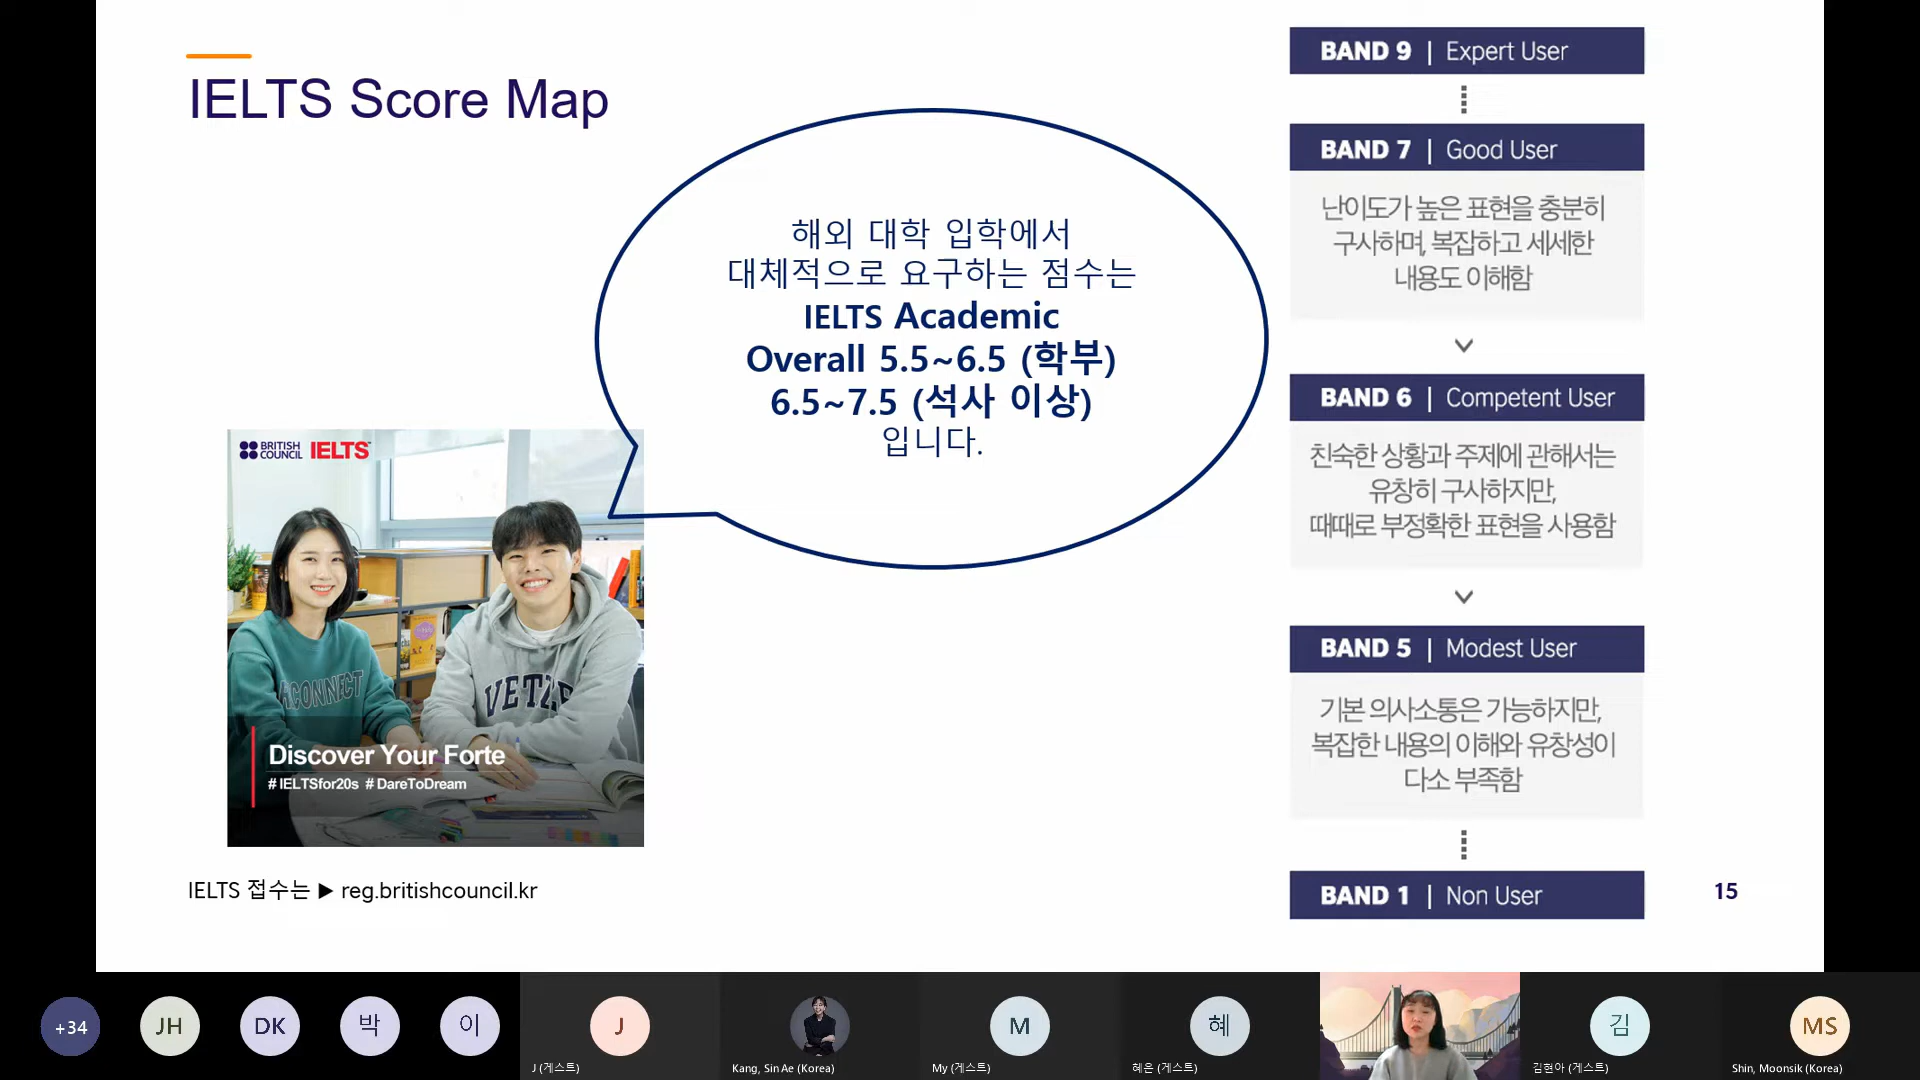 IELTS Score Map
해외 대학 입학에서
대체적으로 요구하는 점수는
IELTS Academic
Overall 5.5~6.5 (학부)
6.5~7.5 (석사 이상)
입니다.
BRITISH
COUNCIL
IELTS
CONNECT
Discover Your Forte
# IELTSfor20s # DareToDream
IELTS 접수는 ▶ reg.britishcouncil.kr
BAND 9 | Expert User
BAND 7 | Good User
난이도가 높은 표현을 충분히
구사하며, 복잡하고 세세한
내용도 이해함
BAND 6 | Competent User
친숙한 상황과 주제에 관해서는
유창히 구사하지만,
때때로 부정확한 표현을 사용함
BAND 5 | Modest User
기본 의사소통은 가능하지만,
복잡한 내용의 이해와 유창성이
다소 부족함
BAND 1 | Non User
15
+34
JH
DK
박
이
J
J (게스트)
Kang, Sin Ae (Korea)
M
My (게스트)
혜
혜은 (게스트)
김
김현아 (게스트)
MS
Shin, Moonsik (Korea)